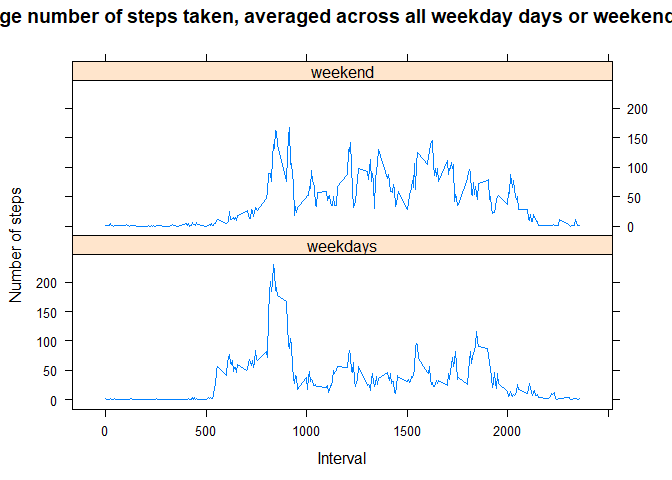 ge number of steps taken, averaged across all weekday days or weekend
weekend
200
150
100
50
0
Number of steps
weekdays
200
150
100
50
0
0 500 1000 1500 2000
Interval